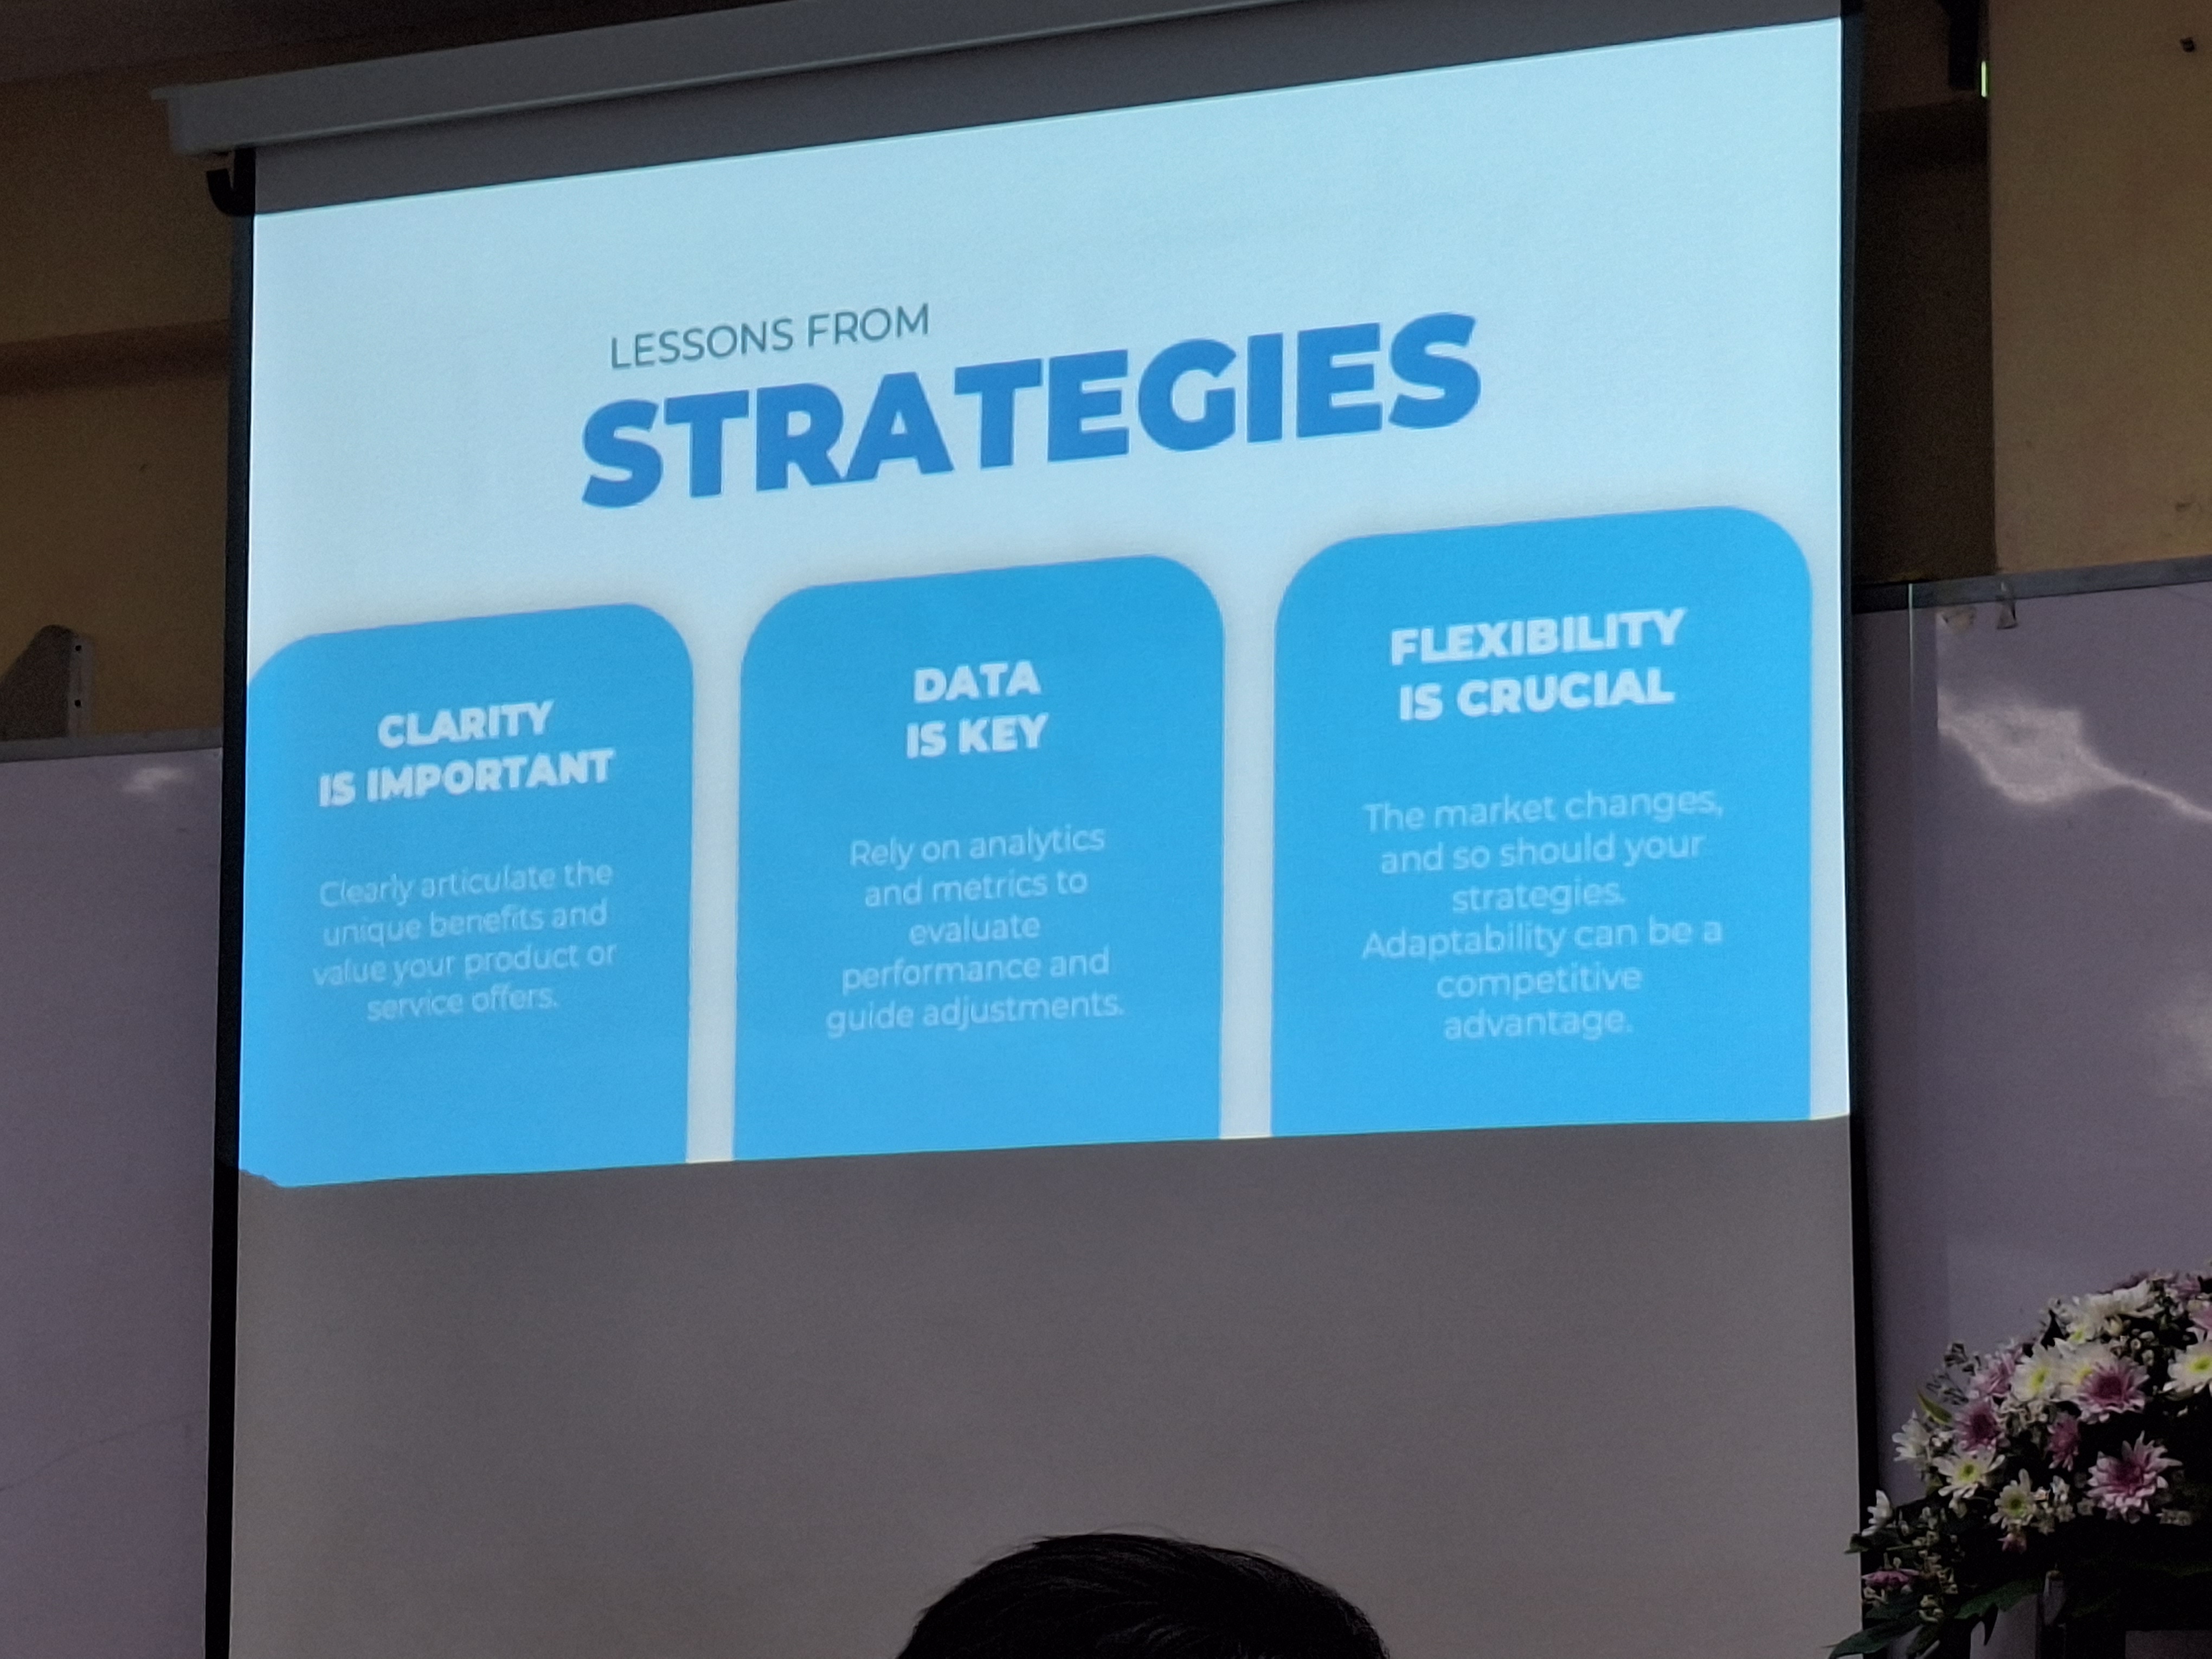 LESSONS FROM
STRATEGIES
CLARITY
IS IMPORTANT
Clearly articulate the
unique benefits and
value your product or
service offers.
DATA
IS KEY
Rely on analytics
and metrics to
evaluate
performance and
guide adjustments.
FLEXIBILITY
IS CRUCIAL
The market changes,
and so should your
strategies.
Adaptability can be a
competitive
advantage.